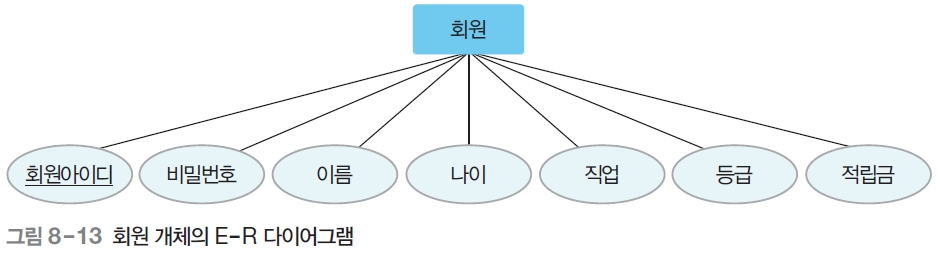 회원
회원아이디 비밀번호 이름 나이 직업 등급 적립금
그림 8-13 회원 개체의 E-R 다이어그램